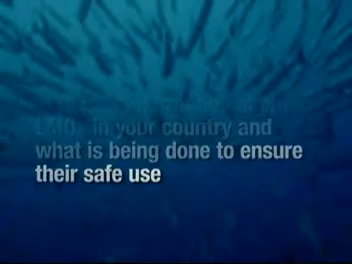 LMOs in your country and
what is being done to ensure
their safe use